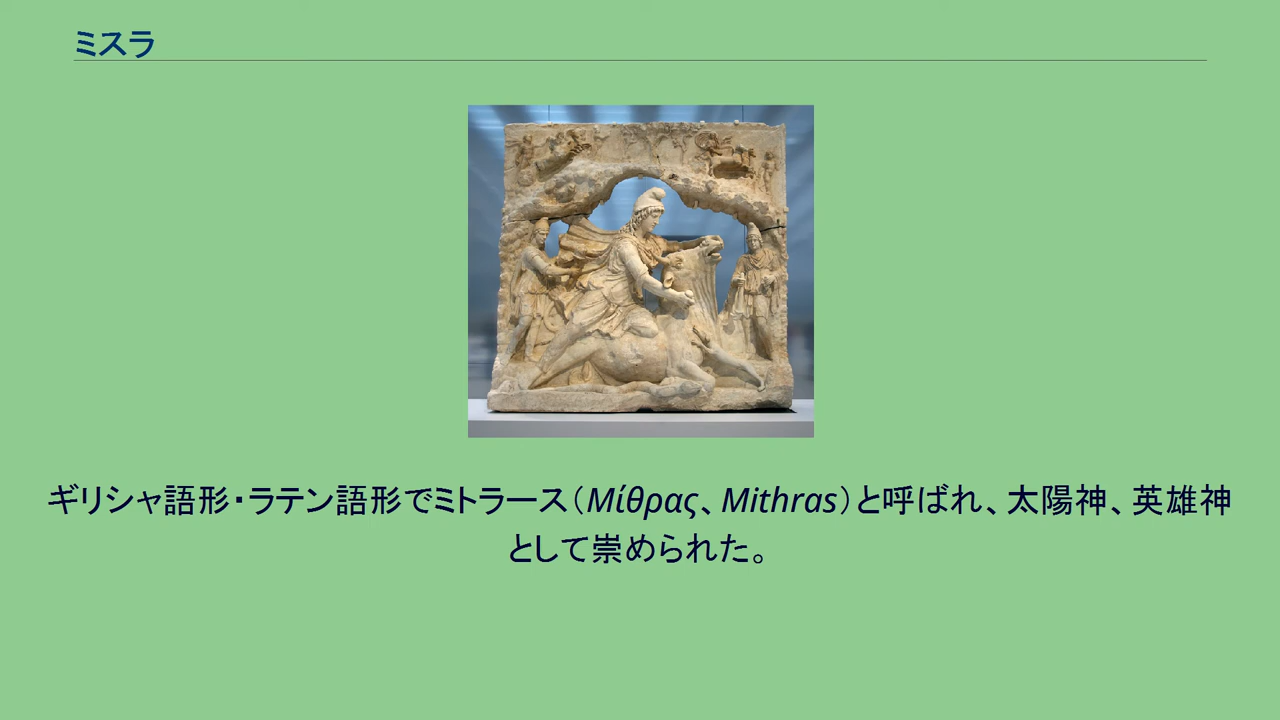 ミスラ
ギリシャ語形・ラテン語形でミトラース（Μίθρας、Mithras）と呼ばれ、太陽神、英雄神
として崇められた。